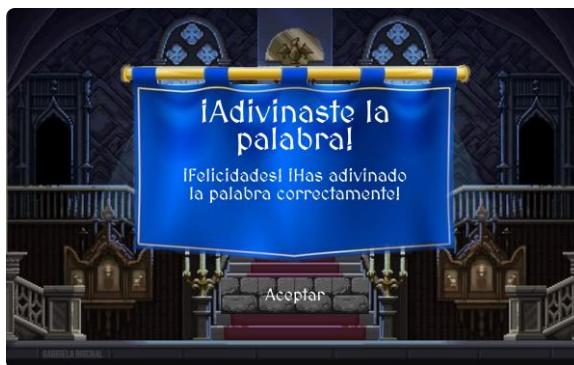 ¡Adivinaste la
palabra!
¡Felicidades! ¡Has adivinado
la palabra correctamente!
Aceptar